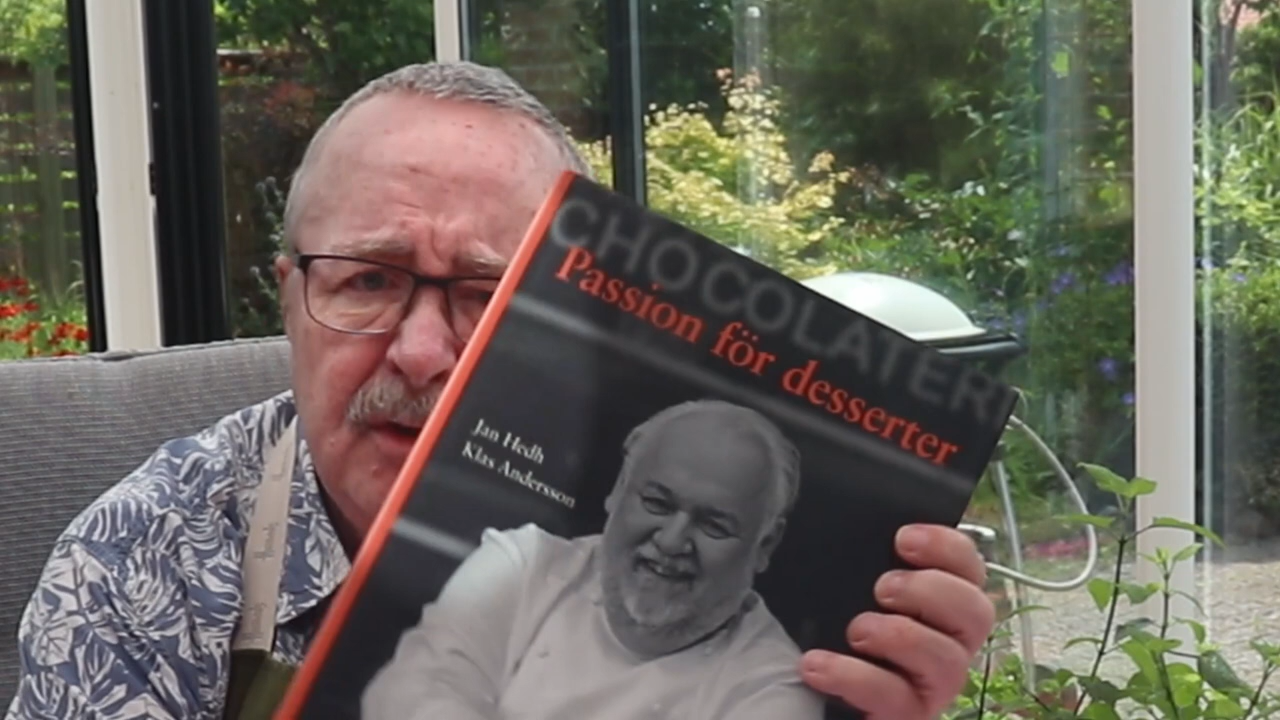 CHOCOLATERI
Passion för desserter
Jan Hedh
Klas Andersson